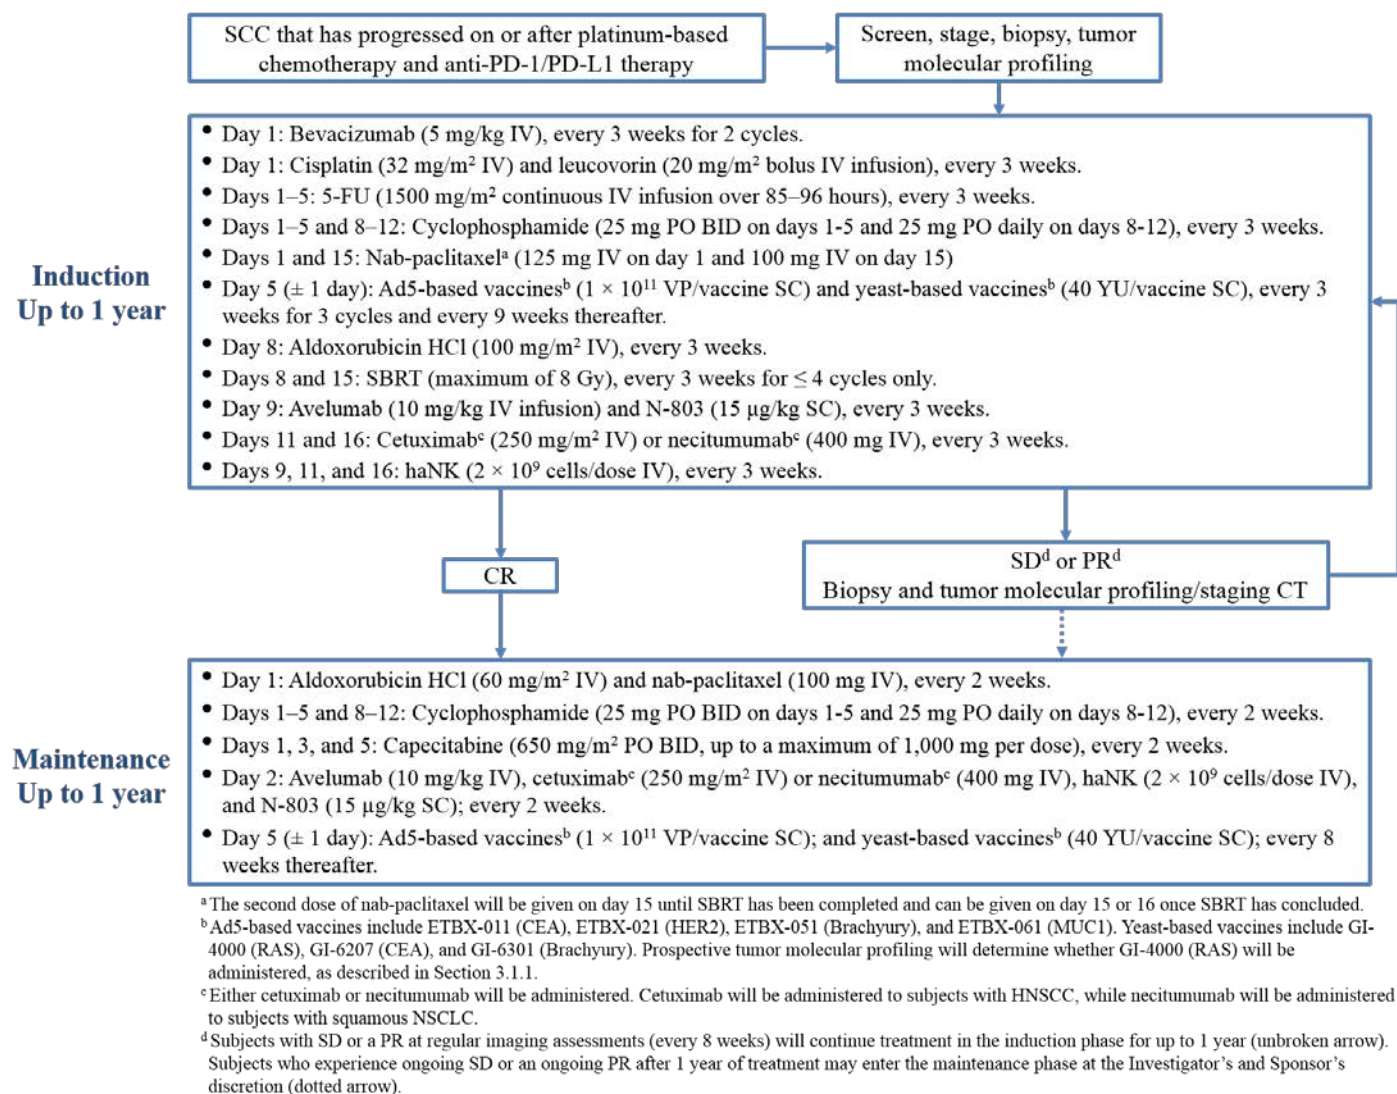 SCC that has progressed on or after platinum-based
chemotherapy and anti-PD-1/PD-L1 therapy
Screen, stage, biopsy, tumor
molecular profiling
Induction
Up to 1 year
• Day 1: Bevacizumab (5 mg/kg IV), every 3 weeks for 2 cycles.
• Day 1: Cisplatin (32 mg/m² IV) and leucovorin (20 mg/m² bolus IV infusion), every 3 weeks.
• Days 1–5: 5-FU (1500 mg/m² continuous IV infusion over 85–96 hours), every 3 weeks.
• Days 1–5 and 8–12: Cyclophosphamide (25 mg PO BID on days 1-5 and 25 mg PO daily on days 8-12), every 3 weeks.
• Days 1 and 15: Nab-paclitaxelᵃ (125 mg IV on day 1 and 100 mg IV on day 15)
• Day 5 (± 1 day): Ad5-based vaccinesᵇ (1 × 10¹¹ VP/vaccine SC) and yeast-based vaccinesᵇ (40 YU/vaccine SC), every 3
weeks for 3 cycles and every 9 weeks thereafter.
• Day 8: Aldoxorubicin HCl (100 mg/m² IV), every 3 weeks.
• Days 8 and 15: SBRT (maximum of 8 Gy), every 3 weeks for ≤ 4 cycles only.
• Day 9: Avelumab (10 mg/kg IV infusion) and N-803 (15 µg/kg SC), every 3 weeks.
• Days 11 and 16: Cetuximabᶜ (250 mg/m² IV) or necitumumabᶜ (400 mg IV), every 3 weeks.
• Days 9, 11, and 16: haNK (2 × 10⁹ cells/dose IV), every 3 weeks.
CR
SDᵈ or PRᵈ
Biopsy and tumor molecular profiling/staging CT
Maintenance
Up to 1 year
• Day 1: Aldoxorubicin HCl (60 mg/m² IV) and nab-paclitaxel (100 mg IV), every 2 weeks.
• Days 1–5 and 8–12: Cyclophosphamide (25 mg PO BID on days 1-5 and 25 mg PO daily on days 8-12), every 2 weeks.
• Days 1, 3, and 5: Capecitabine (650 mg/m² PO BID, up to a maximum of 1,000 mg per dose), every 2 weeks.
• Day 2: Avelumab (10 mg/kg IV), cetuximabᶜ (250 mg/m² IV) or necitumumabᶜ (400 mg IV), haNK (2 × 10⁹ cells/dose IV),
and N-803 (15 µg/kg SC); every 2 weeks.
• Day 5 (± 1 day): Ad5-based vaccinesᵇ (1 × 10¹¹ VP/vaccine SC); and yeast-based vaccinesᵇ (40 YU/vaccine SC); every 8
weeks thereafter.
ᵃ The second dose of nab-paclitaxel will be given on day 15 until SBRT has been completed and can be given on day 15 or 16 once SBRT has concluded.
ᵇ Ad5-based vaccines include ETBX-011 (CEA), ETBX-021 (HER2), ETBX-051 (Brachyury), and ETBX-061 (MUC1). Yeast-based vaccines include GI-
4000 (RAS), GI-6207 (CEA), and GI-6301 (Brachyury). Prospective tumor molecular profiling will determine whether GI-4000 (RAS) will be
administered, as described in Section 3.1.1.
ᶜ Either cetuximab or necitumumab will be administered. Cetuximab will be administered to subjects with HNSCC, while necitumumab will be administered
to subjects with squamous NSCLC.
ᵈ Subjects with SD or a PR at regular imaging assessments (every 8 weeks) will continue treatment in the induction phase for up to 1 year (unbroken arrow).
Subjects who experience ongoing SD or an ongoing PR after 1 year of treatment may enter the maintenance phase at the Investigator’s and Sponsor’s
discretion (dotted arrow).